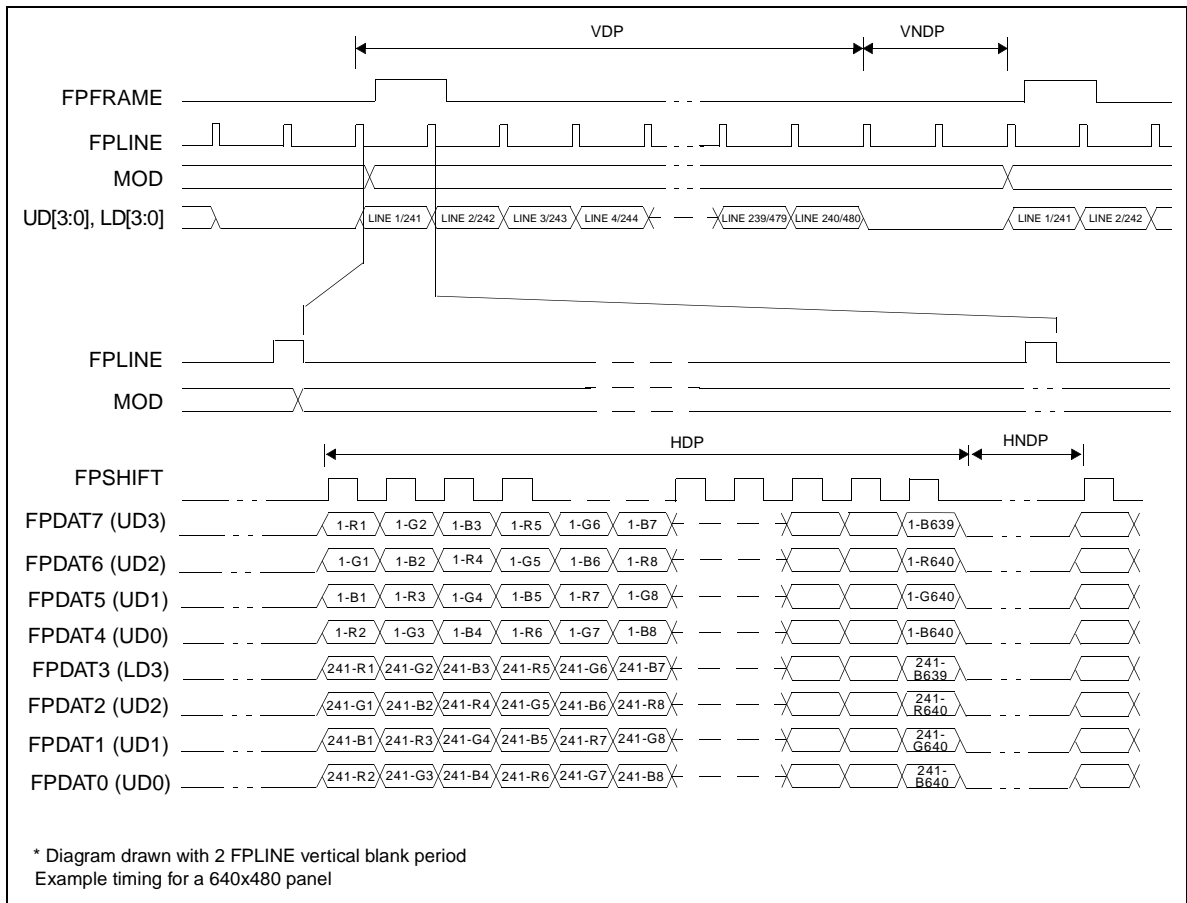 VDP VNDP
FPFRAME
FPLINE
MOD
UD[3:0], LD[3:0] LINE 1/241 LINE 2/242 LINE 3/243 LINE 4/244 LINE 239/479 LINE 240/480 LINE 1/241 LINE 2/242
FPLINE
MOD
HDP HNDP
FPSHIFT
FPDAT7 (UD3) 1-R1 1-G2 1-B3 1-R5 1-G6 1-B7 1-B639
FPDAT6 (UD2) 1-G1 1-B2 1-R4 1-G5 1-B6 1-R8 1-R640
FPDAT5 (UD1) 1-B1 1-R3 1-G4 1-B5 1-R7 1-G8 1-G640
FPDAT4 (UD0) 1-R2 1-G3 1-B4 1-R6 1-G7 1-B8 1-B640
FPDAT3 (LD3) 241-R1 241-G2 241-B3 241-R5 241-G6 241-B7 241-B639
FPDAT2 (UD2) 241-G1 241-B2 241-R4 241-G5 241-B6 241-R8 241-R640
FPDAT1 (UD1) 241-B1 241-R3 241-G4 241-B5 241-R7 241-G8 241-G640
FPDAT0 (UD0) 241-R2 241-G3 241-B4 241-R6 241-G7 241-B8 241-B640
* Diagram drawn with 2 FPLINE vertical blank period
Example timing for a 640x480 panel